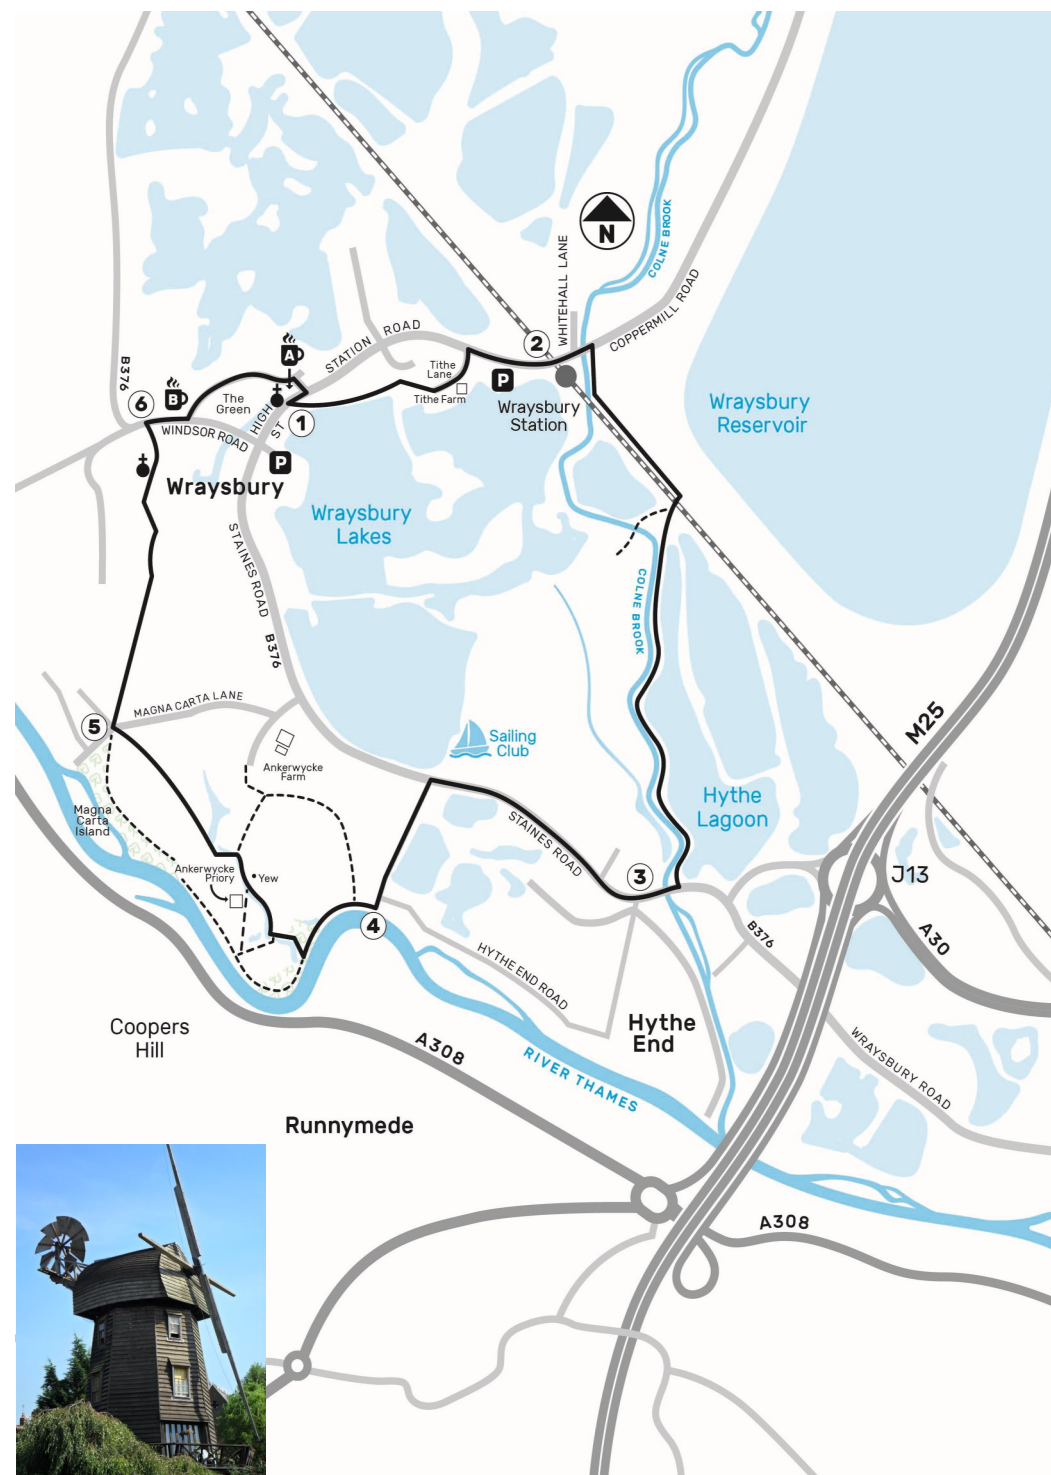 N
WHITEHALL LANE
COLNE BROOK
COPPERMILL ROAD
B376
A
STATION ROAD
2
Tithe
Lane
Tithe Farm
P
Wraysbury
Station
B
6
The
Green
HIGH
ST
1
WINDSOR ROAD
P
Wraysbury
Wraysbury
Reservoir
Wraysbury
Lakes
STAINES ROAD
B376
COLNE BROOK
MAGNA CARTA LANE
5
Ankerwycke
Farm
Sailing
Club
M25
Magna
Carta
Island
Hythe
Lagoon
STAINES ROAD
Ankerwycke
Priory
Yew
3
J13
4
B376
A30
HYTHE END ROAD
Coopers
Hill
A308
Hythe
End
RIVER THAMES
WRAYSBURY ROAD
Runnymede
A308